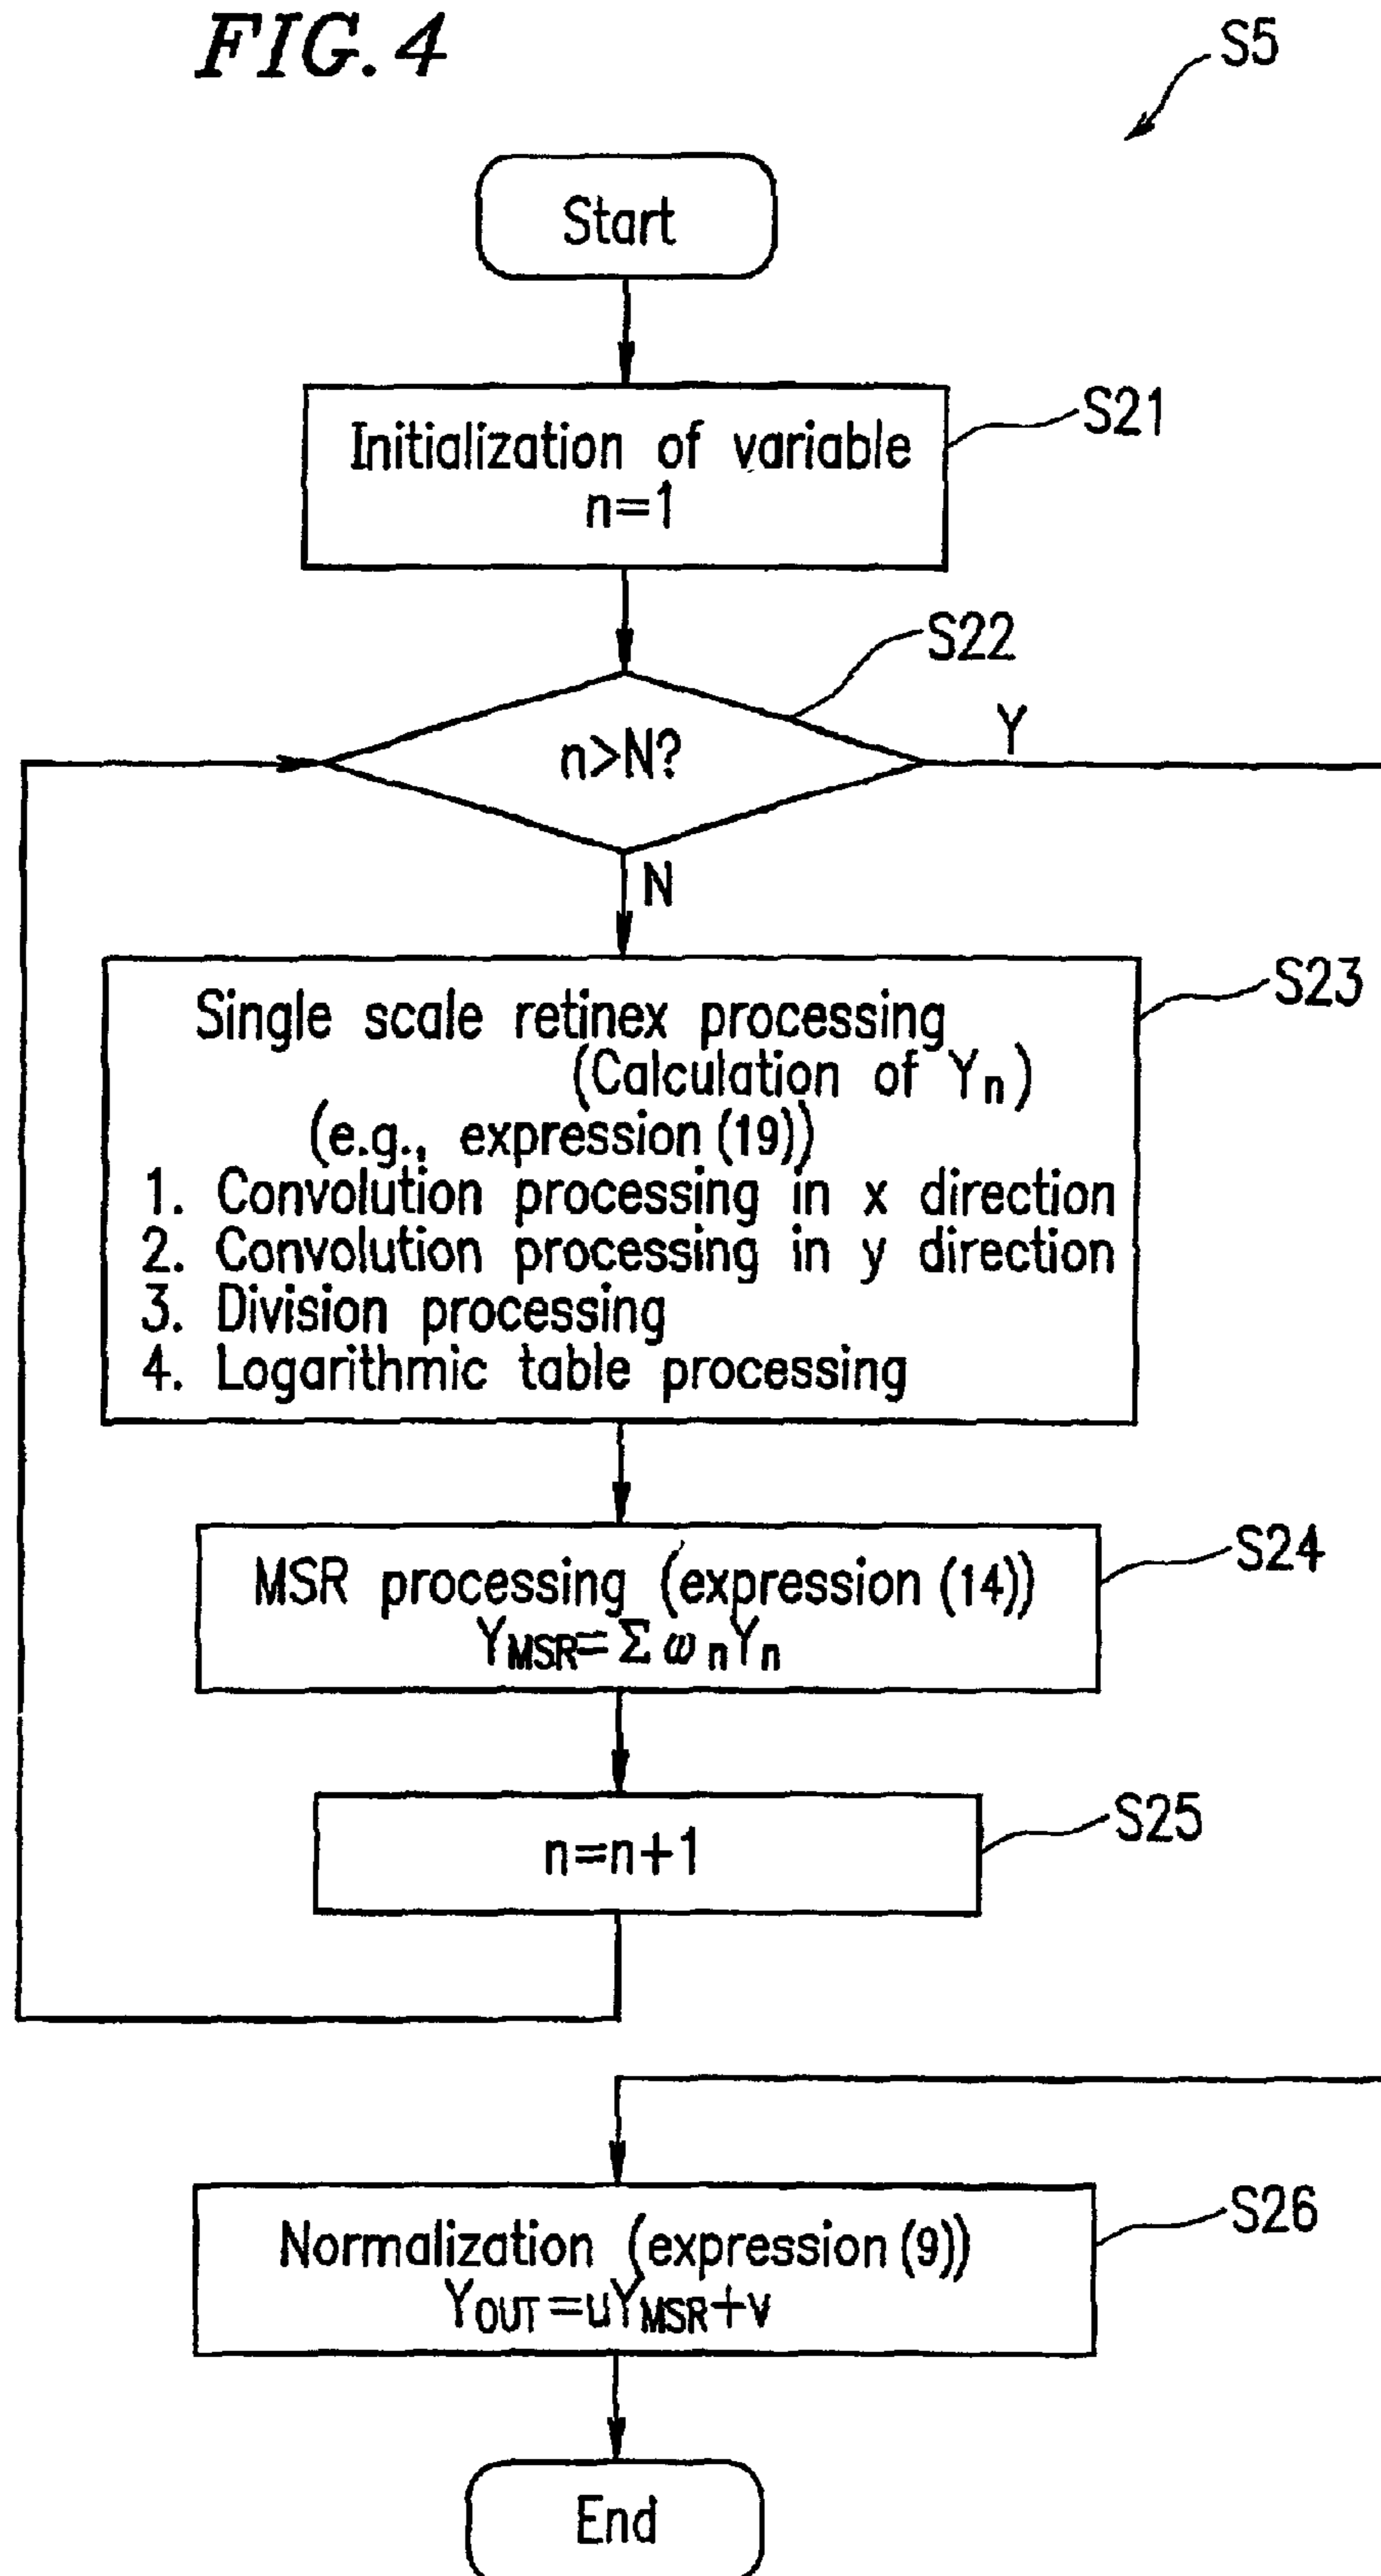 FIG. 4
S5
Start
Initialization of variable
n=1
S21
S22
n>N?
Y
N
S23
Single scale retinex processing
(Calculation of Yn)
(e.g., expression (19))
1. Convolution processing in x direction
2. Convolution processing in y direction
3. Division processing
4. Logarithmic table processing
S24
MSR processing (expression (14))
YMSR=Σ ωnYn
S25
n=n+1
S26
Normalization (expression (9))
YOUT=uYMSR+v
End